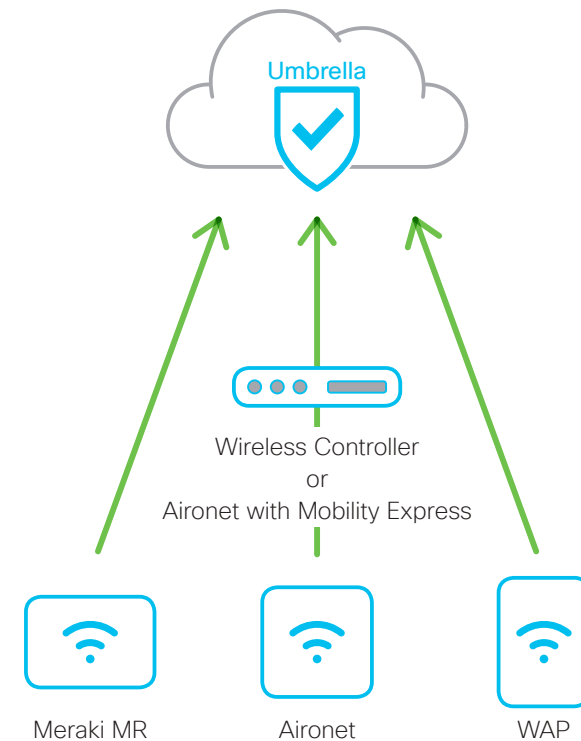 Umbrella
Wireless Controller
or
Aironet with Mobility Express
Meraki MR
Aironet
WAP